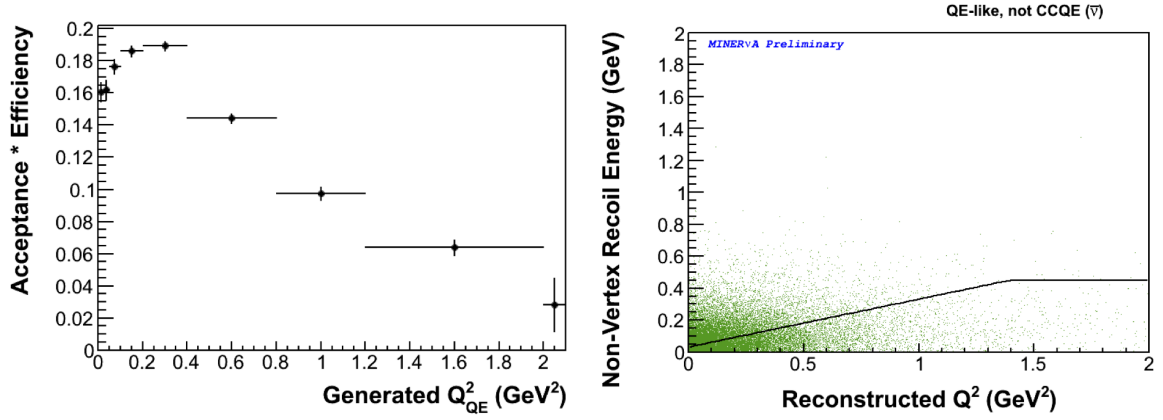 Acceptance * Efficiency
0.2
0.18
0.16
0.14
0.12
0.1
0.08
0.06
0.04
0.02
0 0.2 0.4 0.6 0.8 1 1.2 1.4 1.6 1.8 2
Generated Q²QE (GeV²)
QE-like, not CCQE (ν̅)
MINERνA Preliminary
Non-Vertex Recoil Energy (GeV)
2
1.8
1.6
1.4
1.2
1
0.8
0.6
0.4
0.2
0
0 0.5 1 1.5 2
Reconstructed Q² (GeV²)